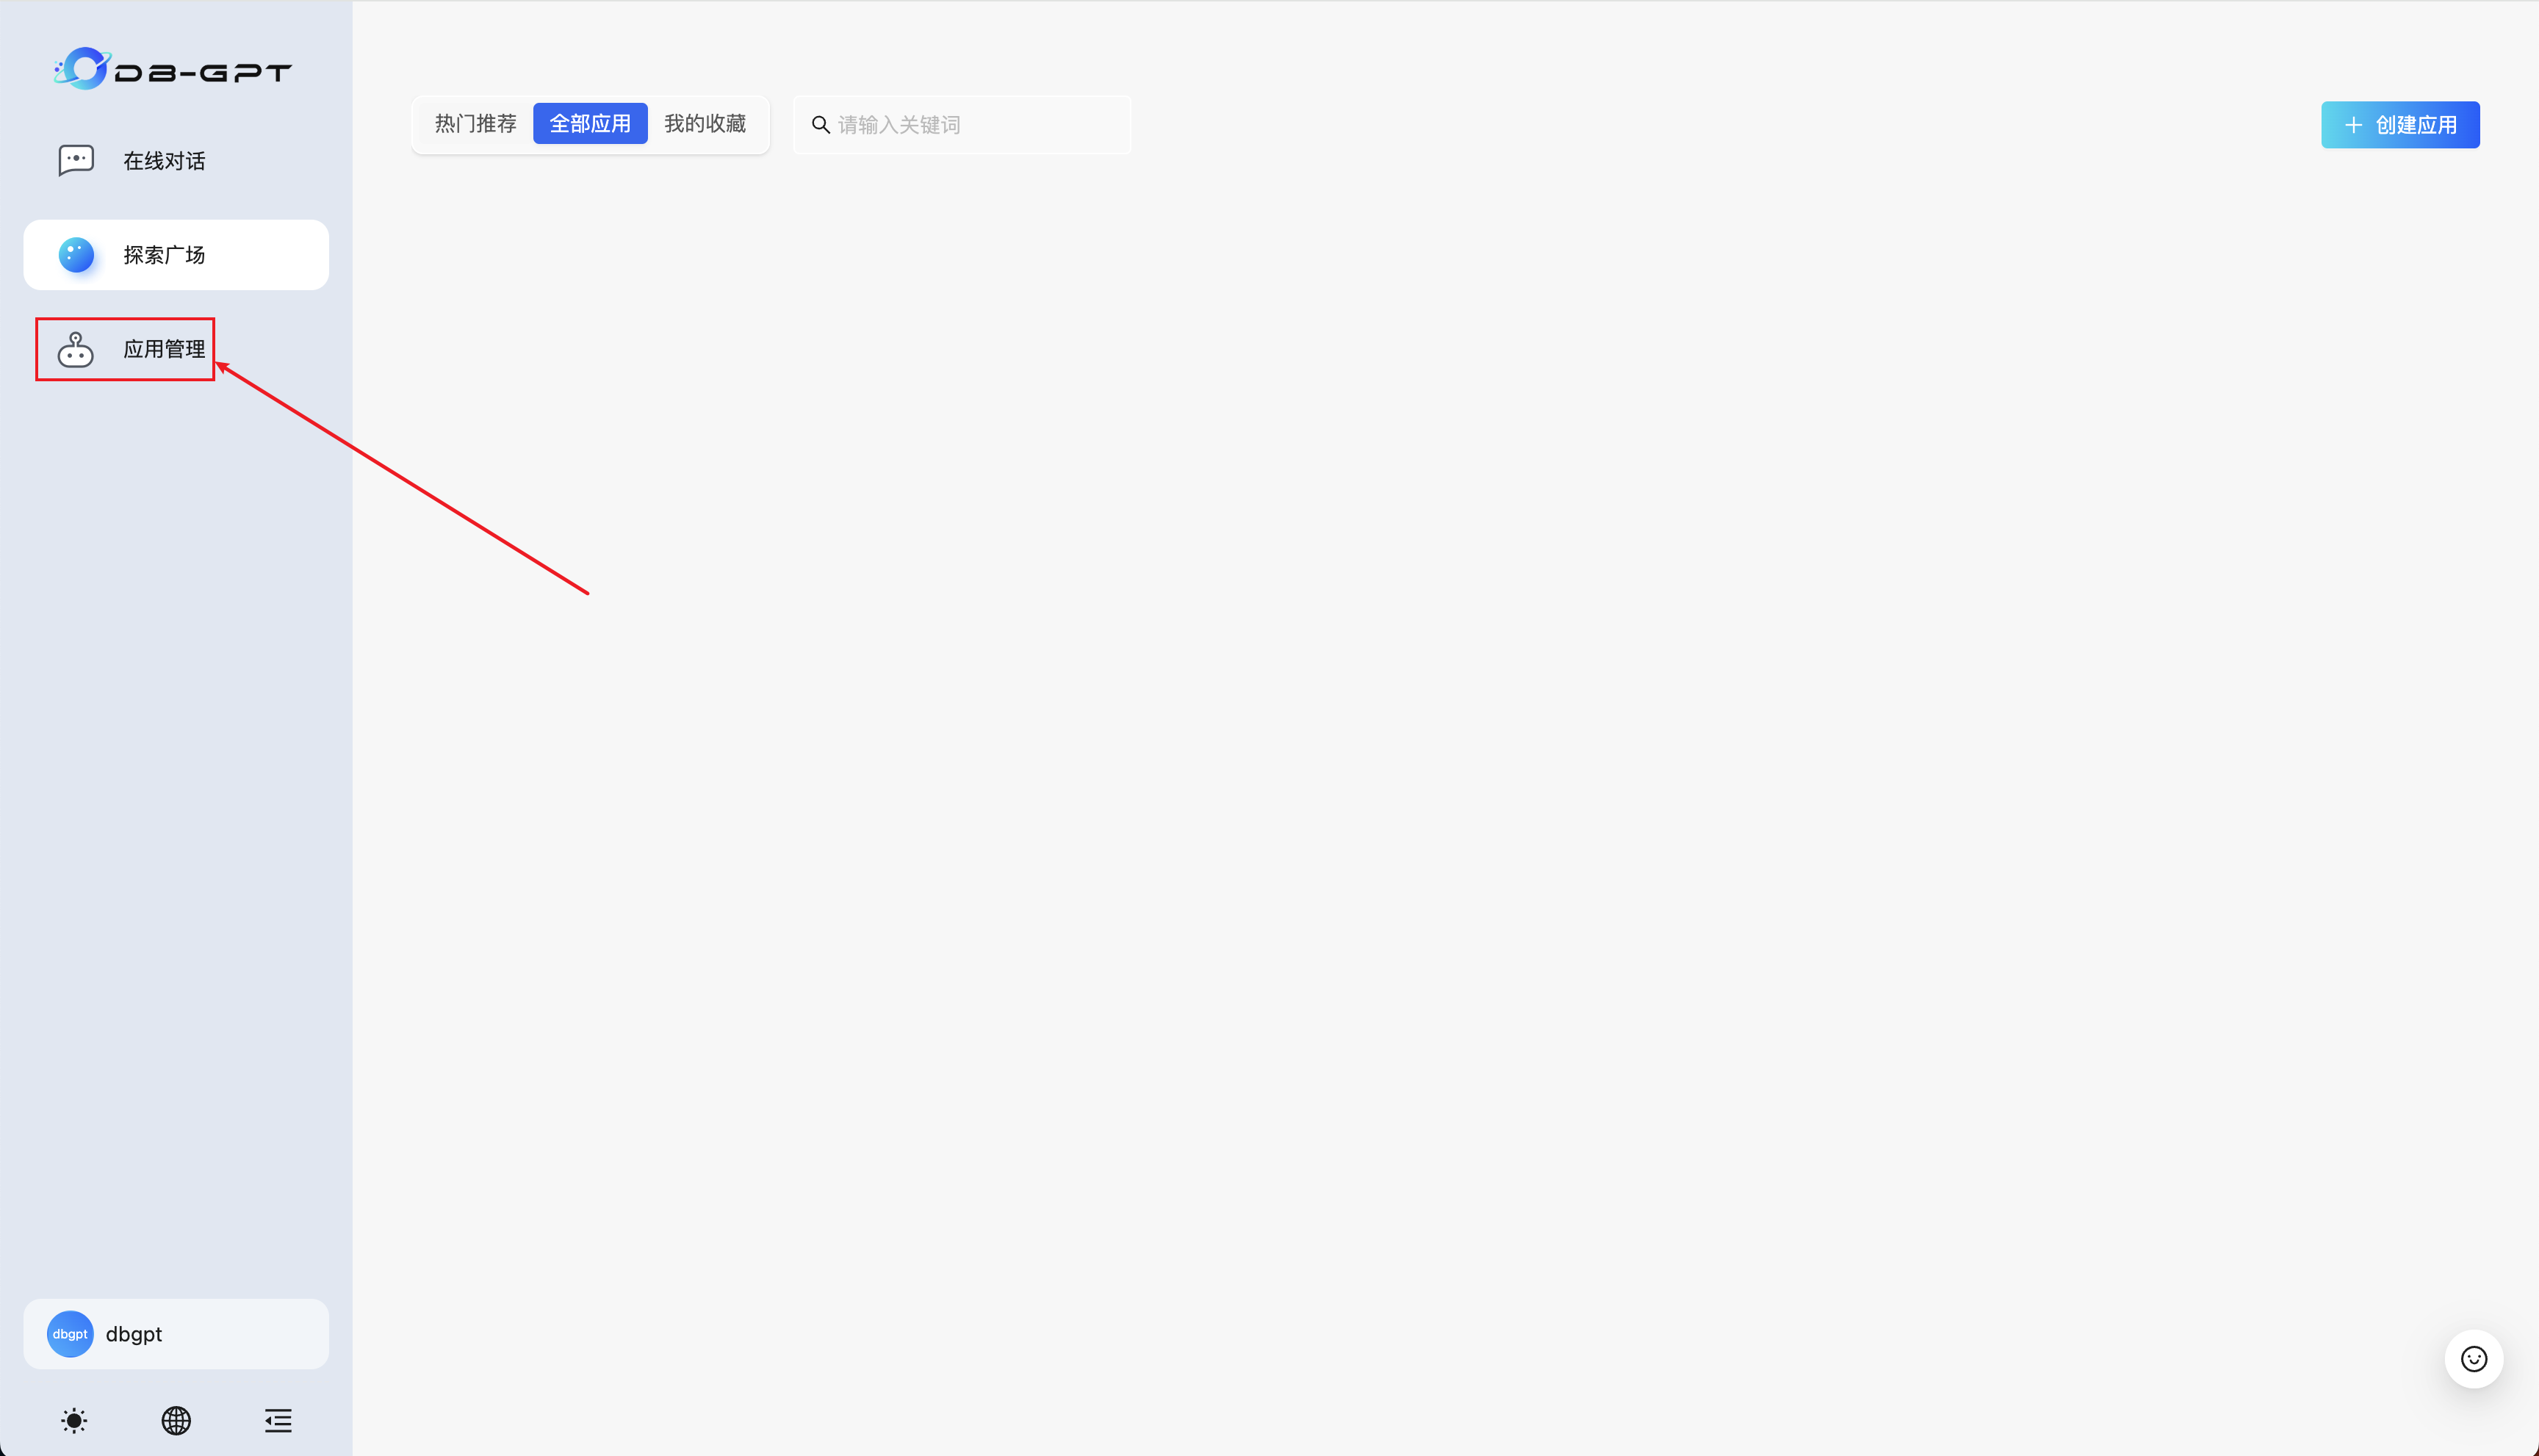 DB-GPT
在线对话
探索广场
应用管理
热门推荐 全部应用 我的收藏
请输入关键词
创建应用
dbgpt dbgpt